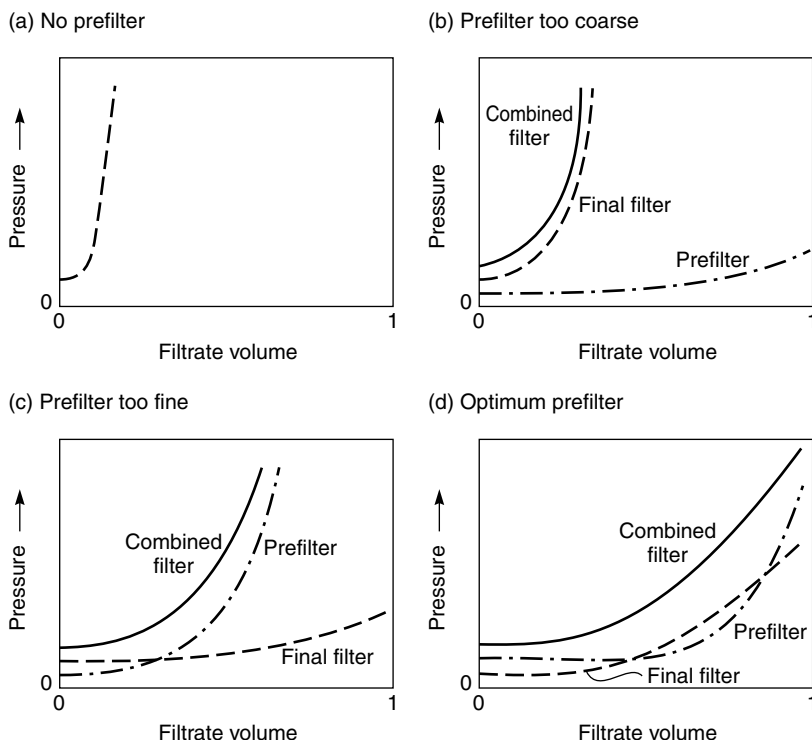 (a) No prefilter
Pressure
0
0
1
Filtrate volume
(b) Prefilter too coarse
Combined
filter
Final filter
Prefilter
Pressure
0
0
1
Filtrate volume
(c) Prefilter too fine
Combined
filter
Prefilter
Final filter
Pressure
0
0
1
Filtrate volume
(d) Optimum prefilter
Combined
filter
Prefilter
Final filter
Pressure
0
0
1
Filtrate volume